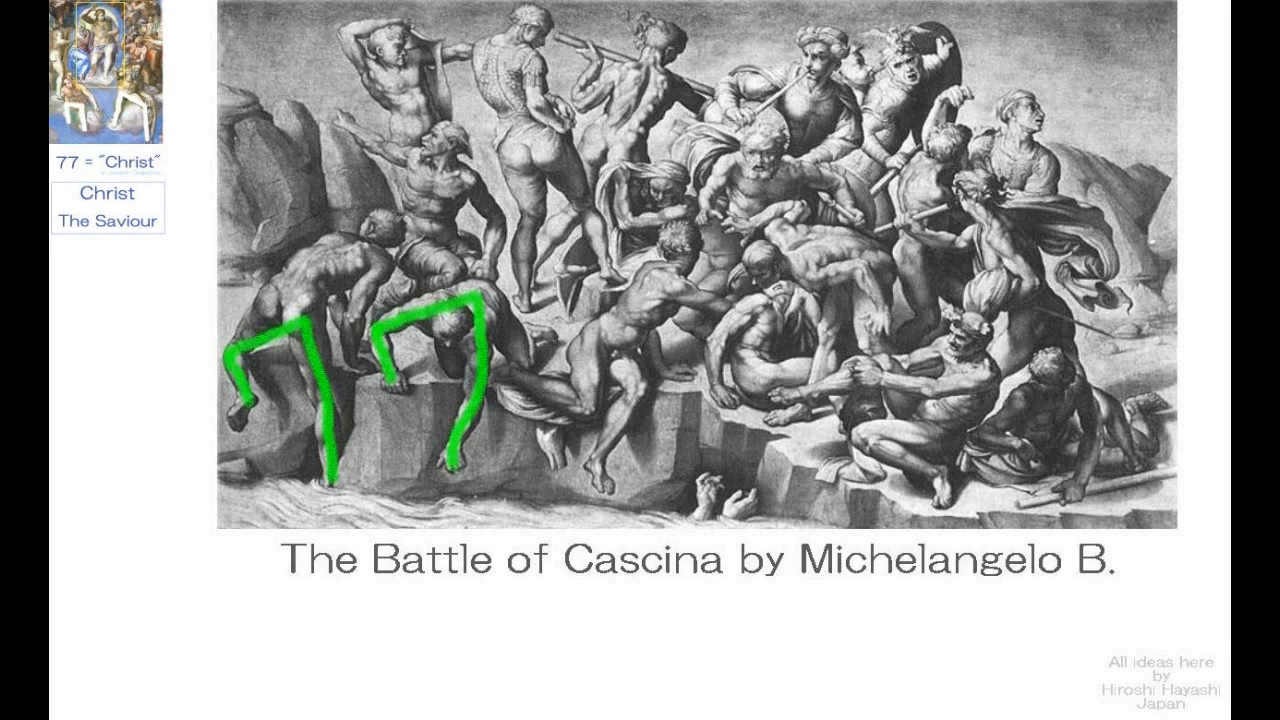 77 = "Christ"
Christ
The Saviour
The Battle of Cascina by Michelangelo B.
All ideas here
by
Hiroshi Hayashi
Japan